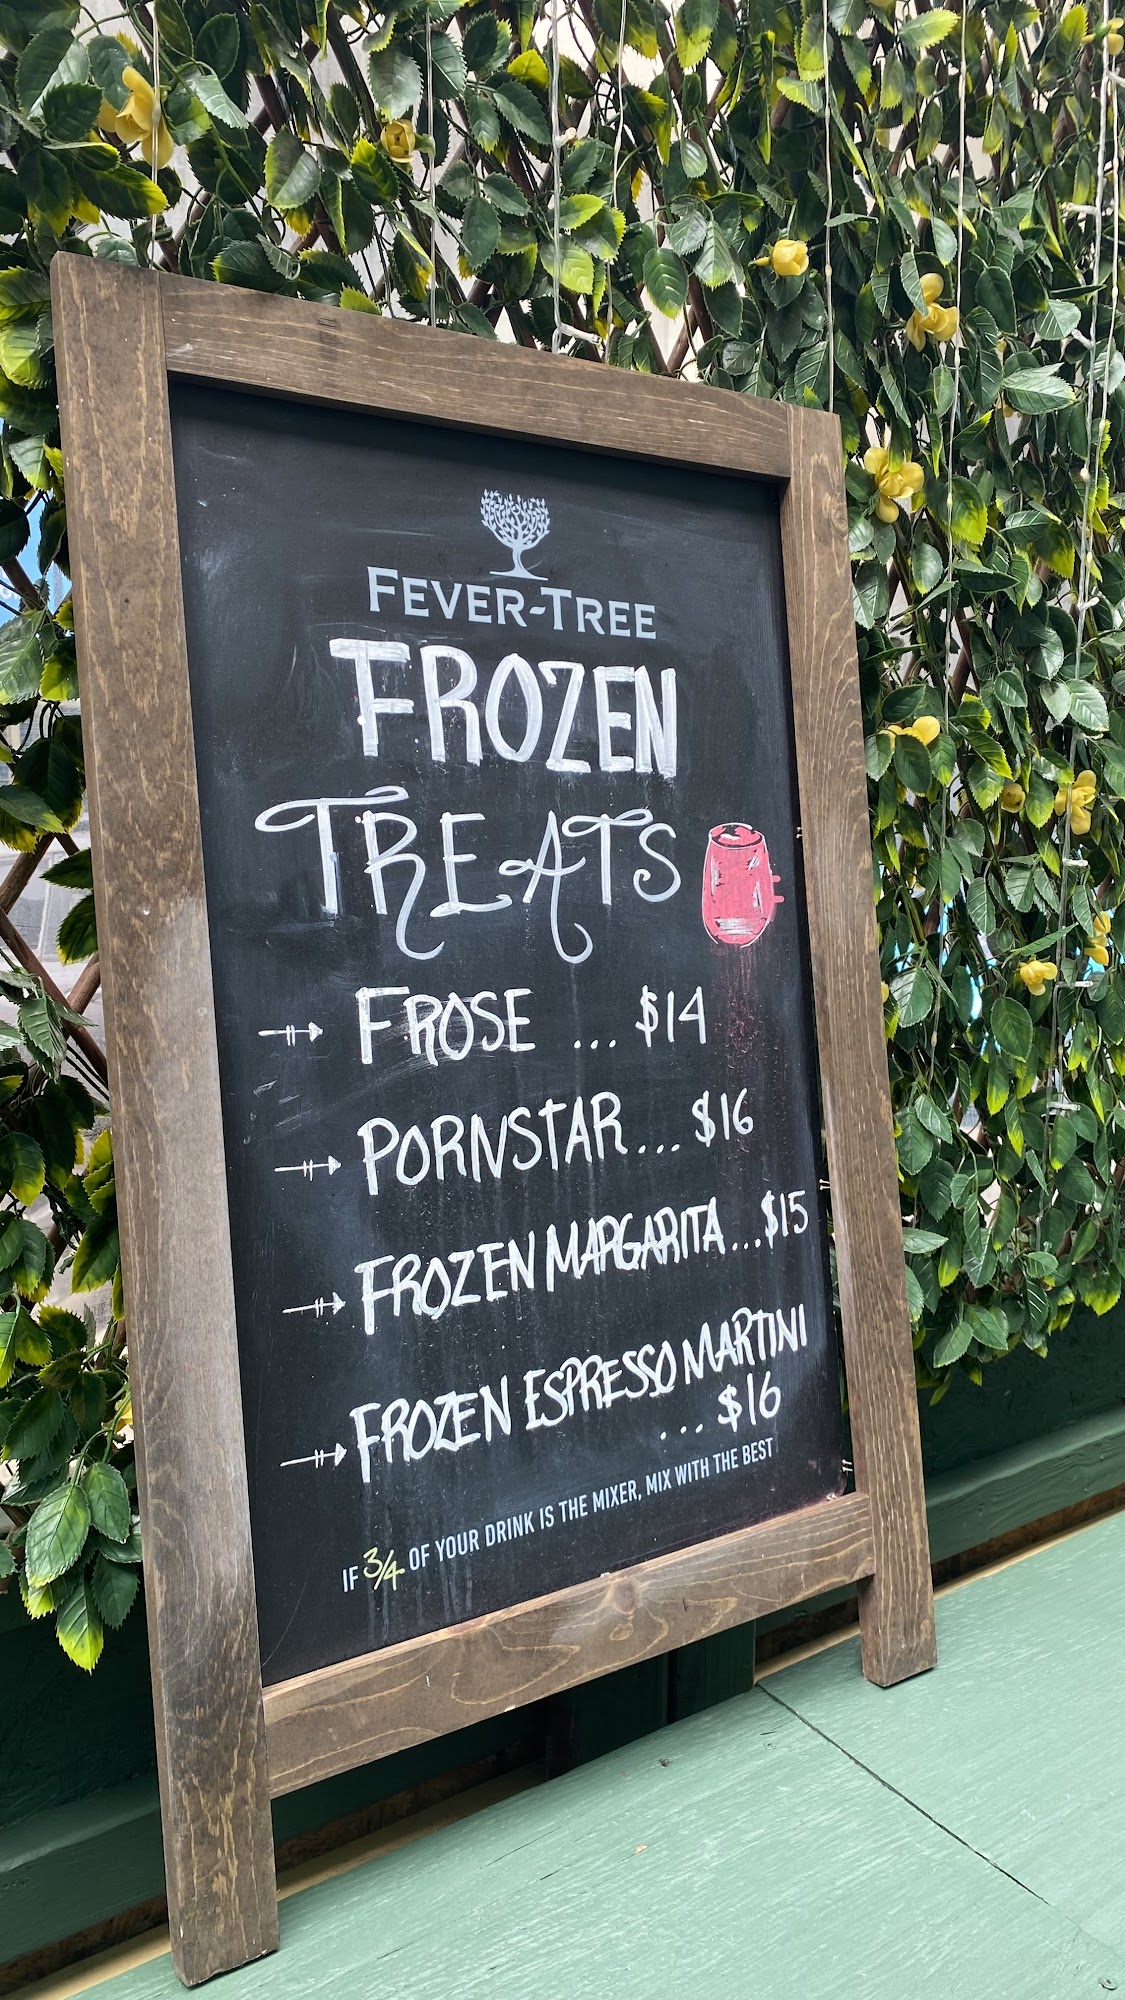 FEVER-TREE
FROZEN
TREATS
FROSE ... $14
PORNSTAR... $16
FROZEN MARGARITA...$15
FROZEN ESPRESSO MARTINI
... $16
IF 3/4 OF YOUR DRINK IS THE MIXER, MIX WITH THE BEST